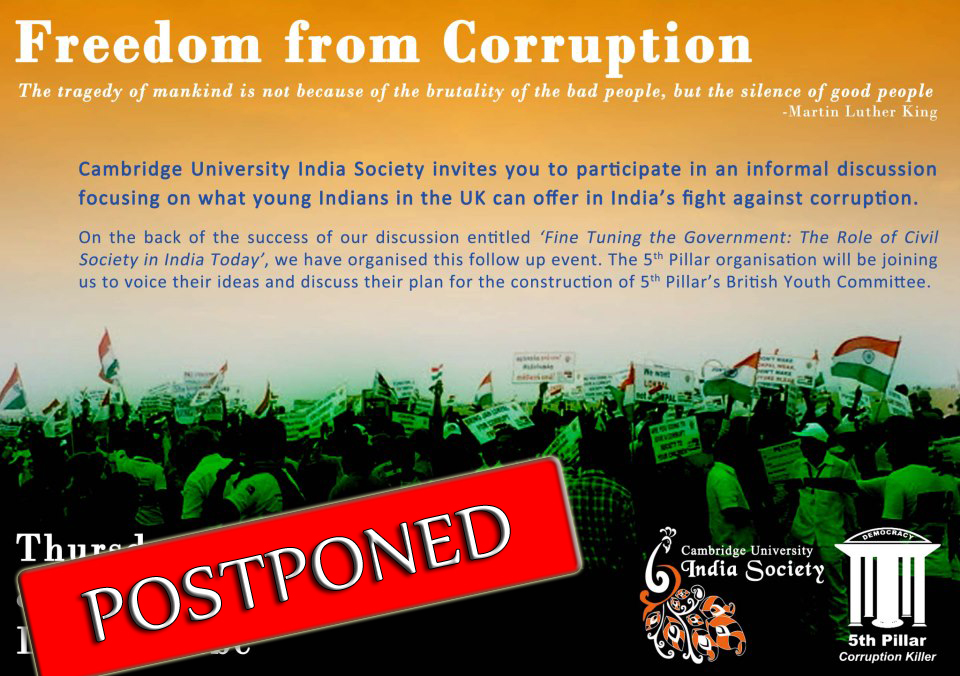 Freedom from Corruption
The tragedy of mankind is not because of the brutality of the bad people, but the silence of good people
-Martin Luther King
Cambridge University India Society invites you to participate in an informal discussion
focusing on what young Indians in the UK can offer in India's fight against corruption.
On the back of the success of our discussion entitled 'Fine Tuning the Government: The Role of Civil
Society in India Today', we have organised this follow up event. The 5th Pillar organisation will be joining
us to voice their ideas and discuss their plan for the construction of 5th Pillar's British Youth Committee.
We want
LOKPAL
DON'T MAKE
Thursd
POSTPONED
Cambridge University
India Society
DEMOCRACY
5th Pillar
Corruption Killer